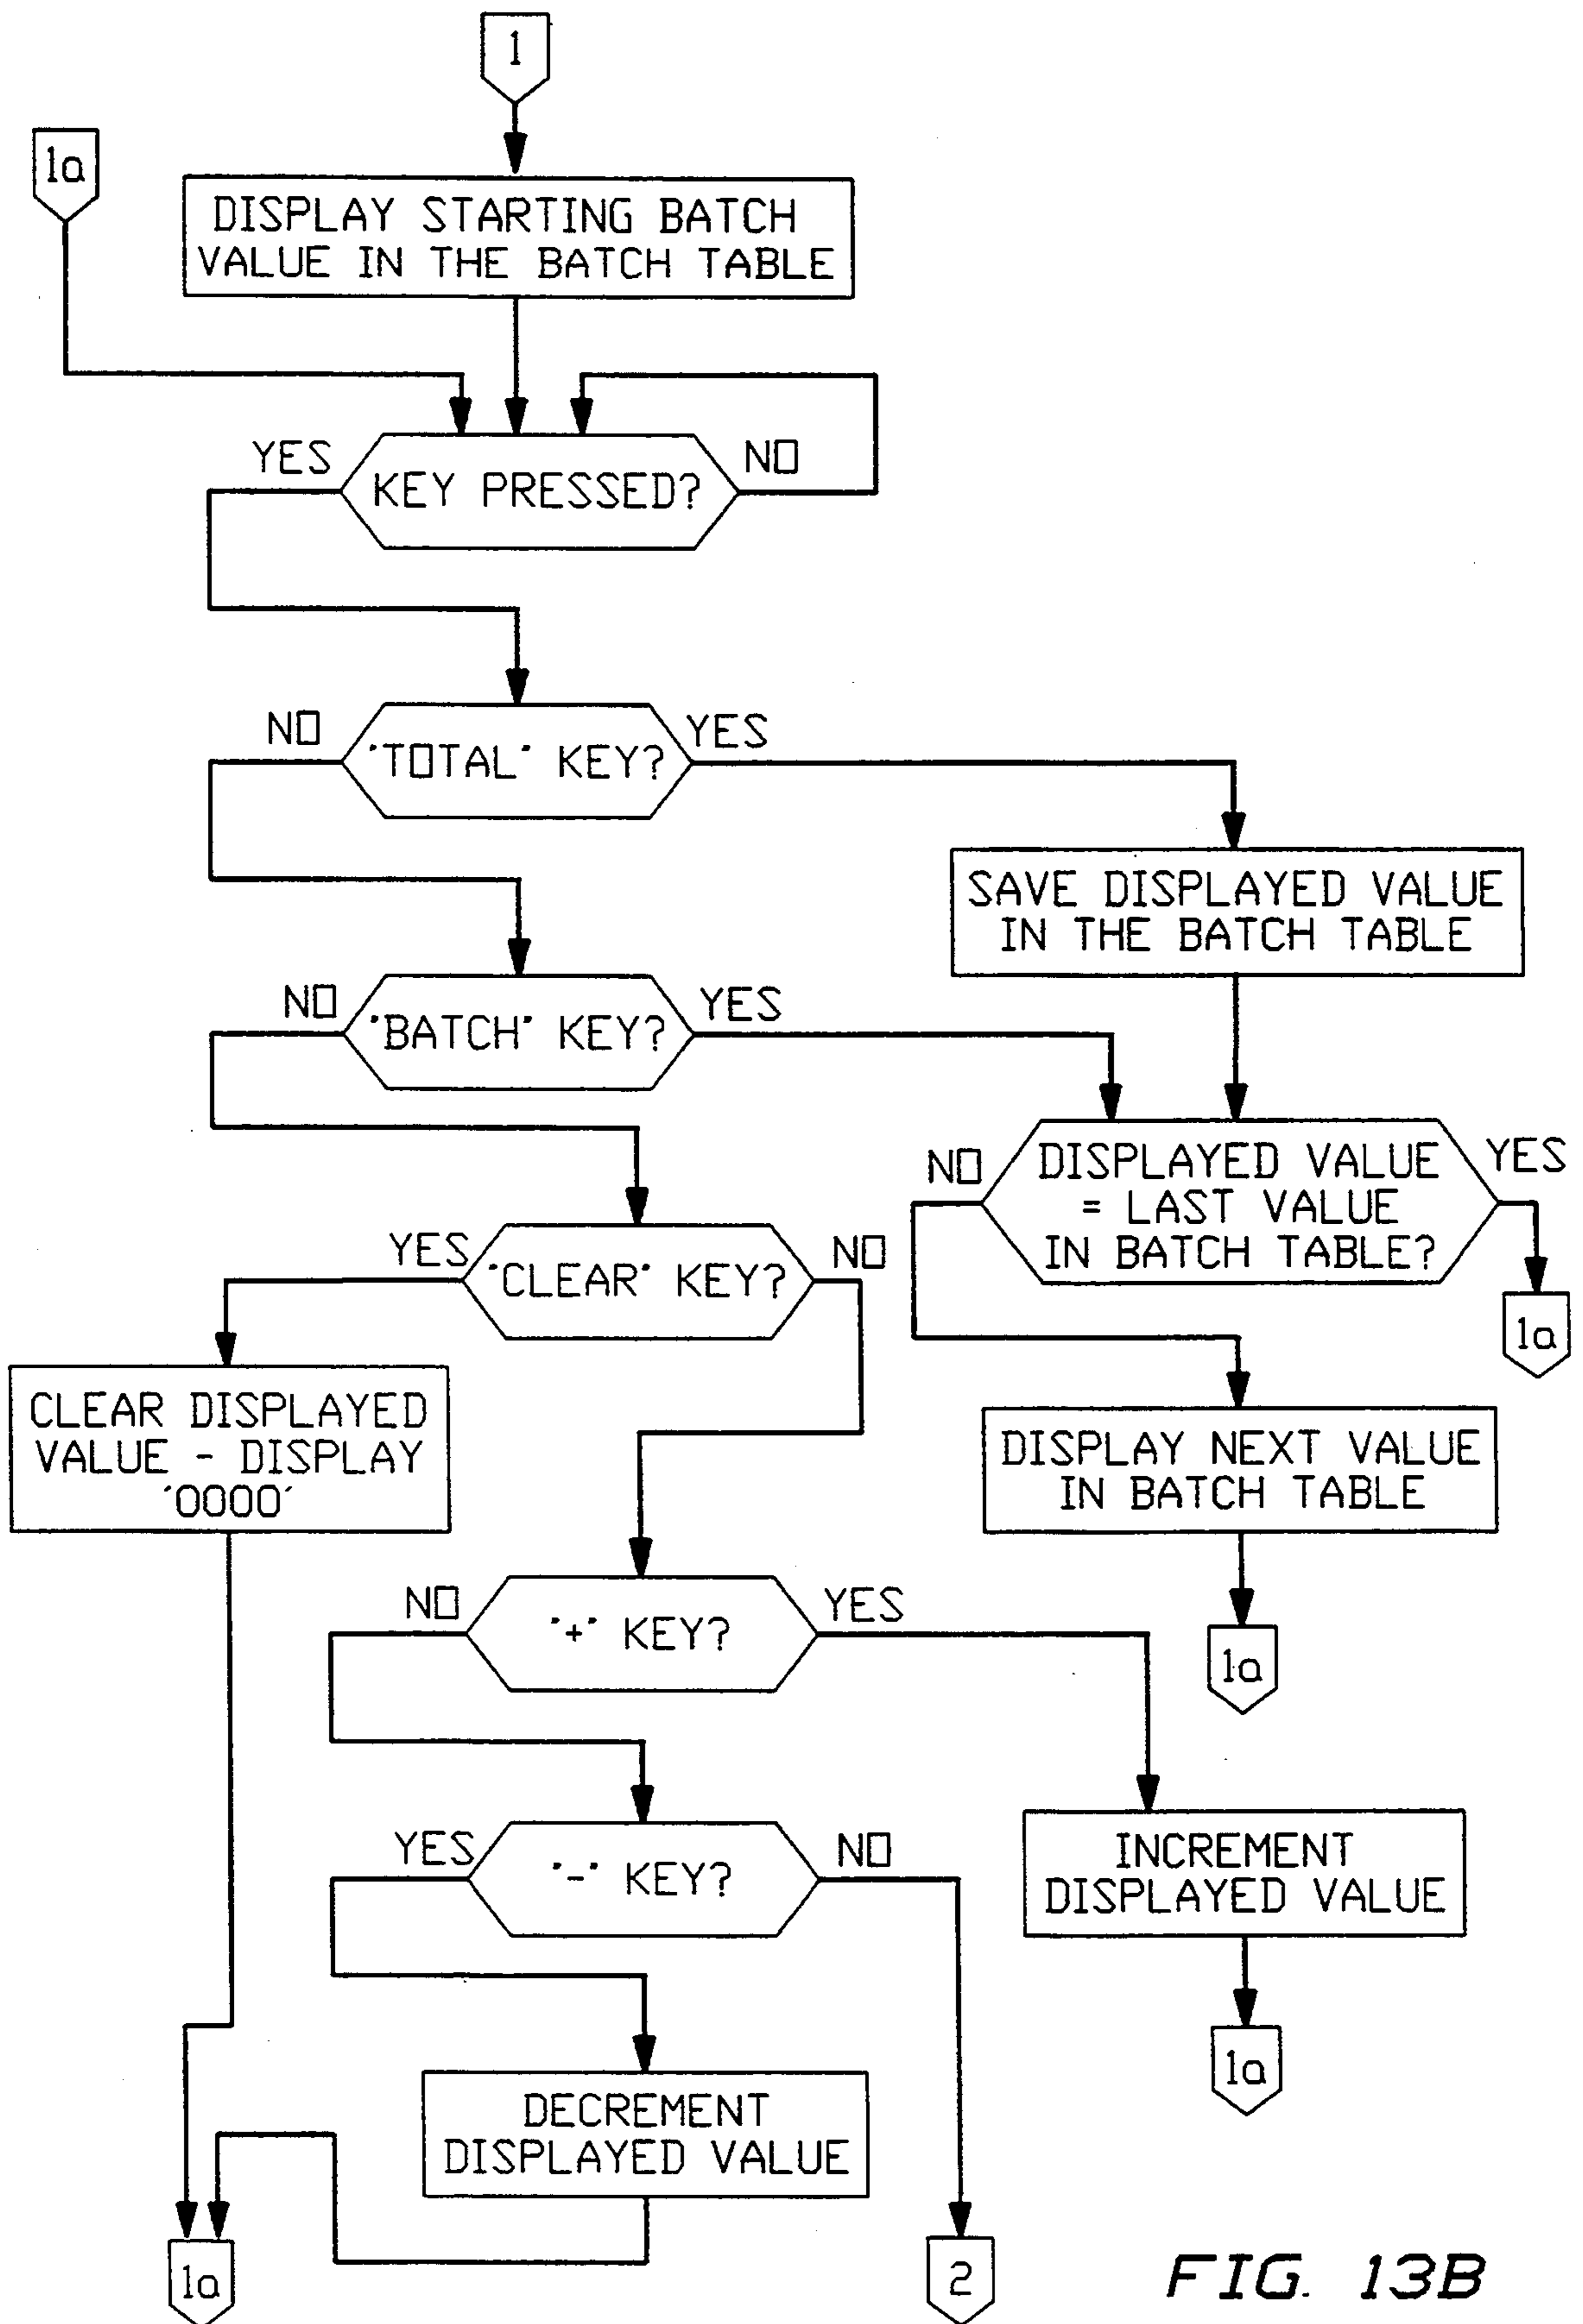 1
1a
DISPLAY STARTING BATCH
VALUE IN THE BATCH TABLE
YES
NO
KEY PRESSED?
NO
YES
"TOTAL" KEY?
SAVE DISPLAYED VALUE
IN THE BATCH TABLE
NO
YES
"BATCH" KEY?
NO
DISPLAYED VALUE
= LAST VALUE
IN BATCH TABLE?
YES
YES
NO
"CLEAR" KEY?
1a
CLEAR DISPLAYED
VALUE - DISPLAY
'0000'
DISPLAY NEXT VALUE
IN BATCH TABLE
NO
YES
"+" KEY?
1a
YES
NO
"-" KEY?
INCREMENT
DISPLAYED VALUE
1a
DECREMENT
DISPLAYED VALUE
1a
2
FIG. 13B